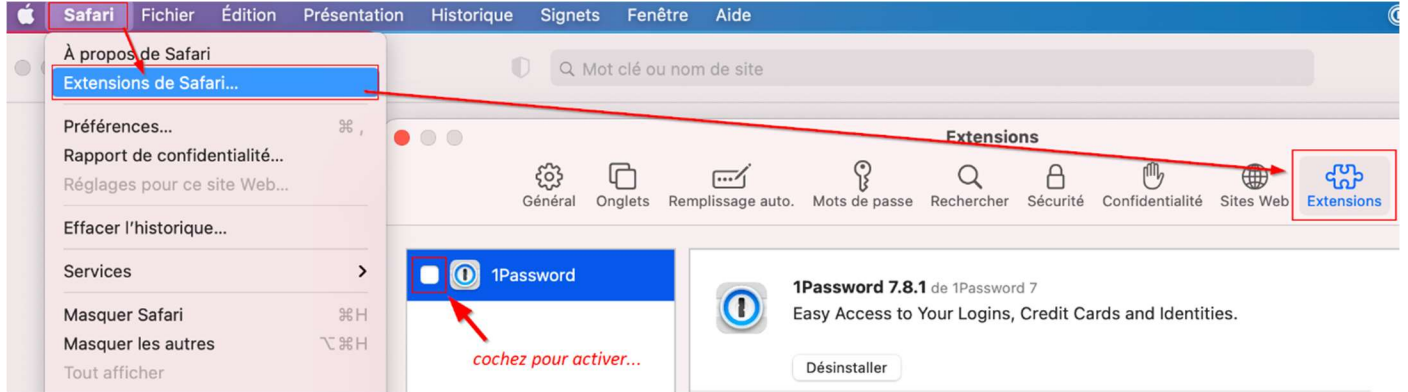 Safari Fichier Édition Présentation Historique Signets Fenêtre Aide
À propos de Safari
Extensions de Safari...
Mot clé ou nom de site
Préférences... ⌘ ,
Rapport de confidentialité...
Réglages pour ce site Web...
Effacer l'historique...
Services
Masquer Safari ⌘H
Masquer les autres ⌥⌘H
Tout afficher
Extensions
Général Onglets Remplissage auto. Mots de passe Rechercher Sécurité Confidentialité Sites Web Extensions
1Password
cochez pour activer...
1Password 7.8.1 de 1Password 7
Easy Access to Your Logins, Credit Cards and Identities.
Désinstaller